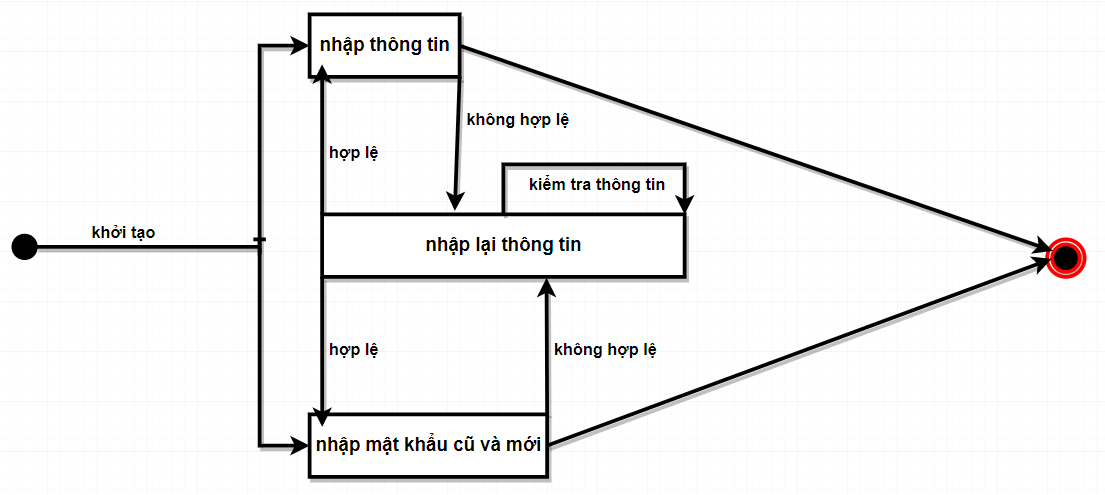 nhập thông tin
không hợp lệ
hợp lệ
kiểm tra thông tin
khởi tạo
nhập lại thông tin
hợp lệ
không hợp lệ
nhập mật khẩu cũ và mới